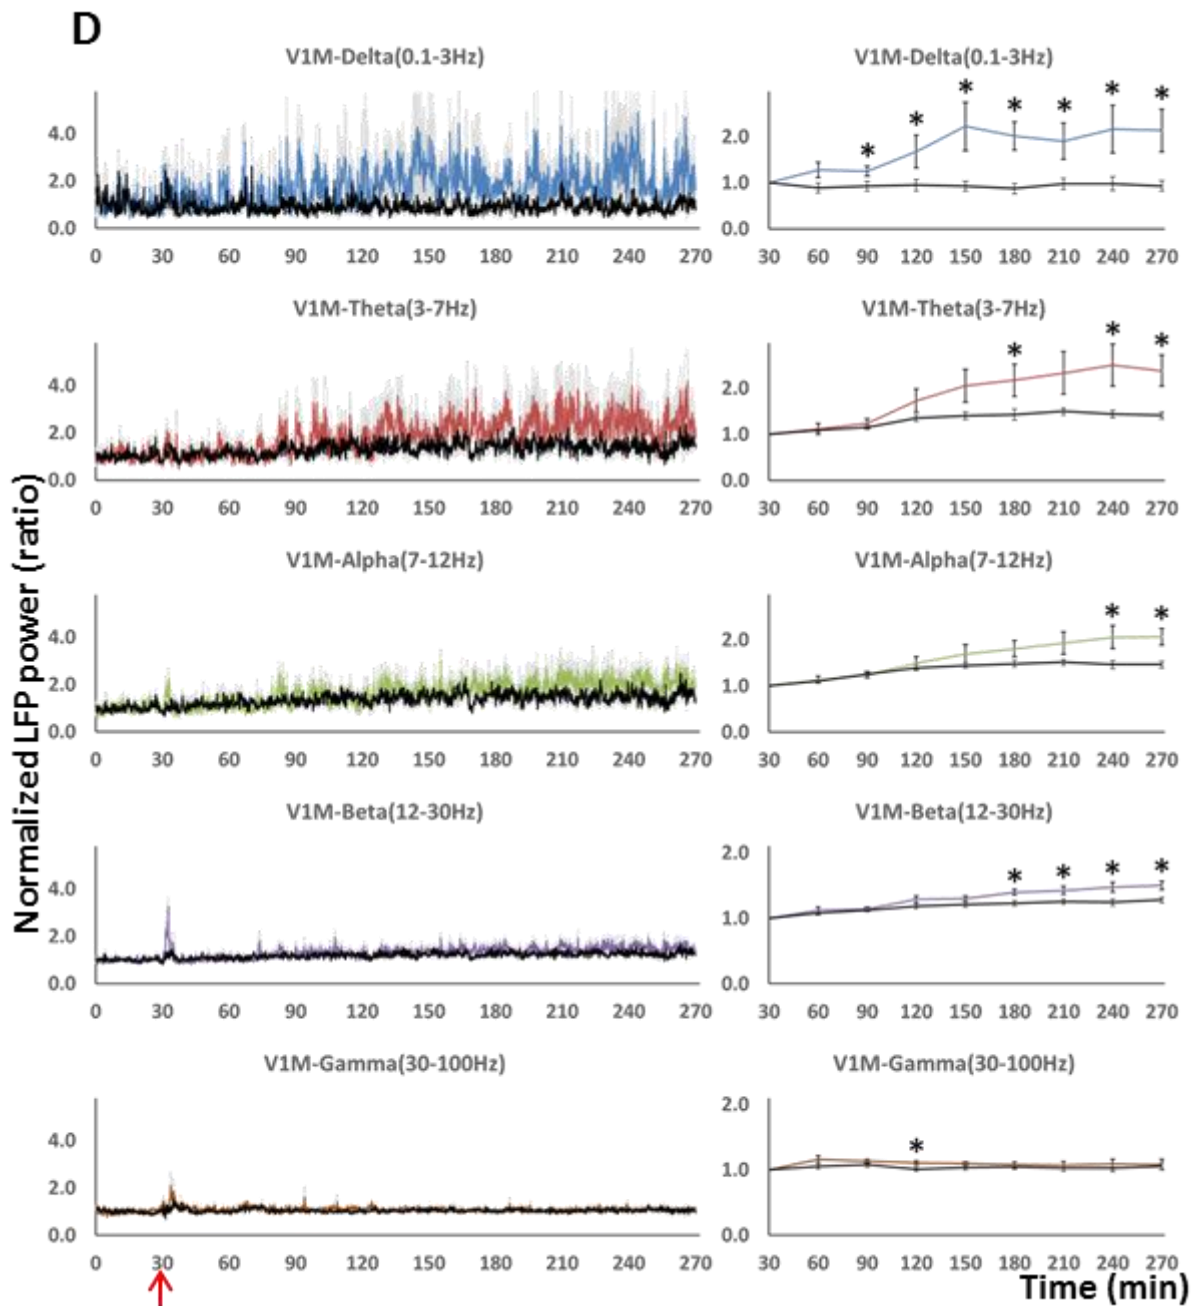 D
V1M-Delta(0.1-3Hz)
4.0
2.0
0.0
0 30 60 90 120 150 180 210 240 270
V1M-Delta(0.1-3Hz)
* * * * * * *
2.0
1.0
0.0
30 60 90 120 150 180 210 240 270
V1M-Theta(3-7Hz)
4.0
2.0
0.0
0 30 60 90 120 150 180 210 240 270
V1M-Theta(3-7Hz)
* * *
2.0
1.0
0.0
30 60 90 120 150 180 210 240 270
V1M-Alpha(7-12Hz)
4.0
2.0
0.0
0 30 60 90 120 150 180 210 240 270
V1M-Alpha(7-12Hz)
* *
2.0
1.0
0.0
30 60 90 120 150 180 210 240 270
V1M-Beta(12-30Hz)
4.0
2.0
0.0
0 30 60 90 120 150 180 210 240 270
V1M-Beta(12-30Hz)
2.0
* * * *
1.0
0.0
30 60 90 120 150 180 210 240 270
V1M-Gamma(30-100Hz)
4.0
2.0
0.0
0 30 60 90 120 150 180 210 240 270
V1M-Gamma(30-100Hz)
2.0
*
1.0
0.0
30 60 90 120 150 180 210 240 270
Normalized LFP power (ratio)
Time (min)